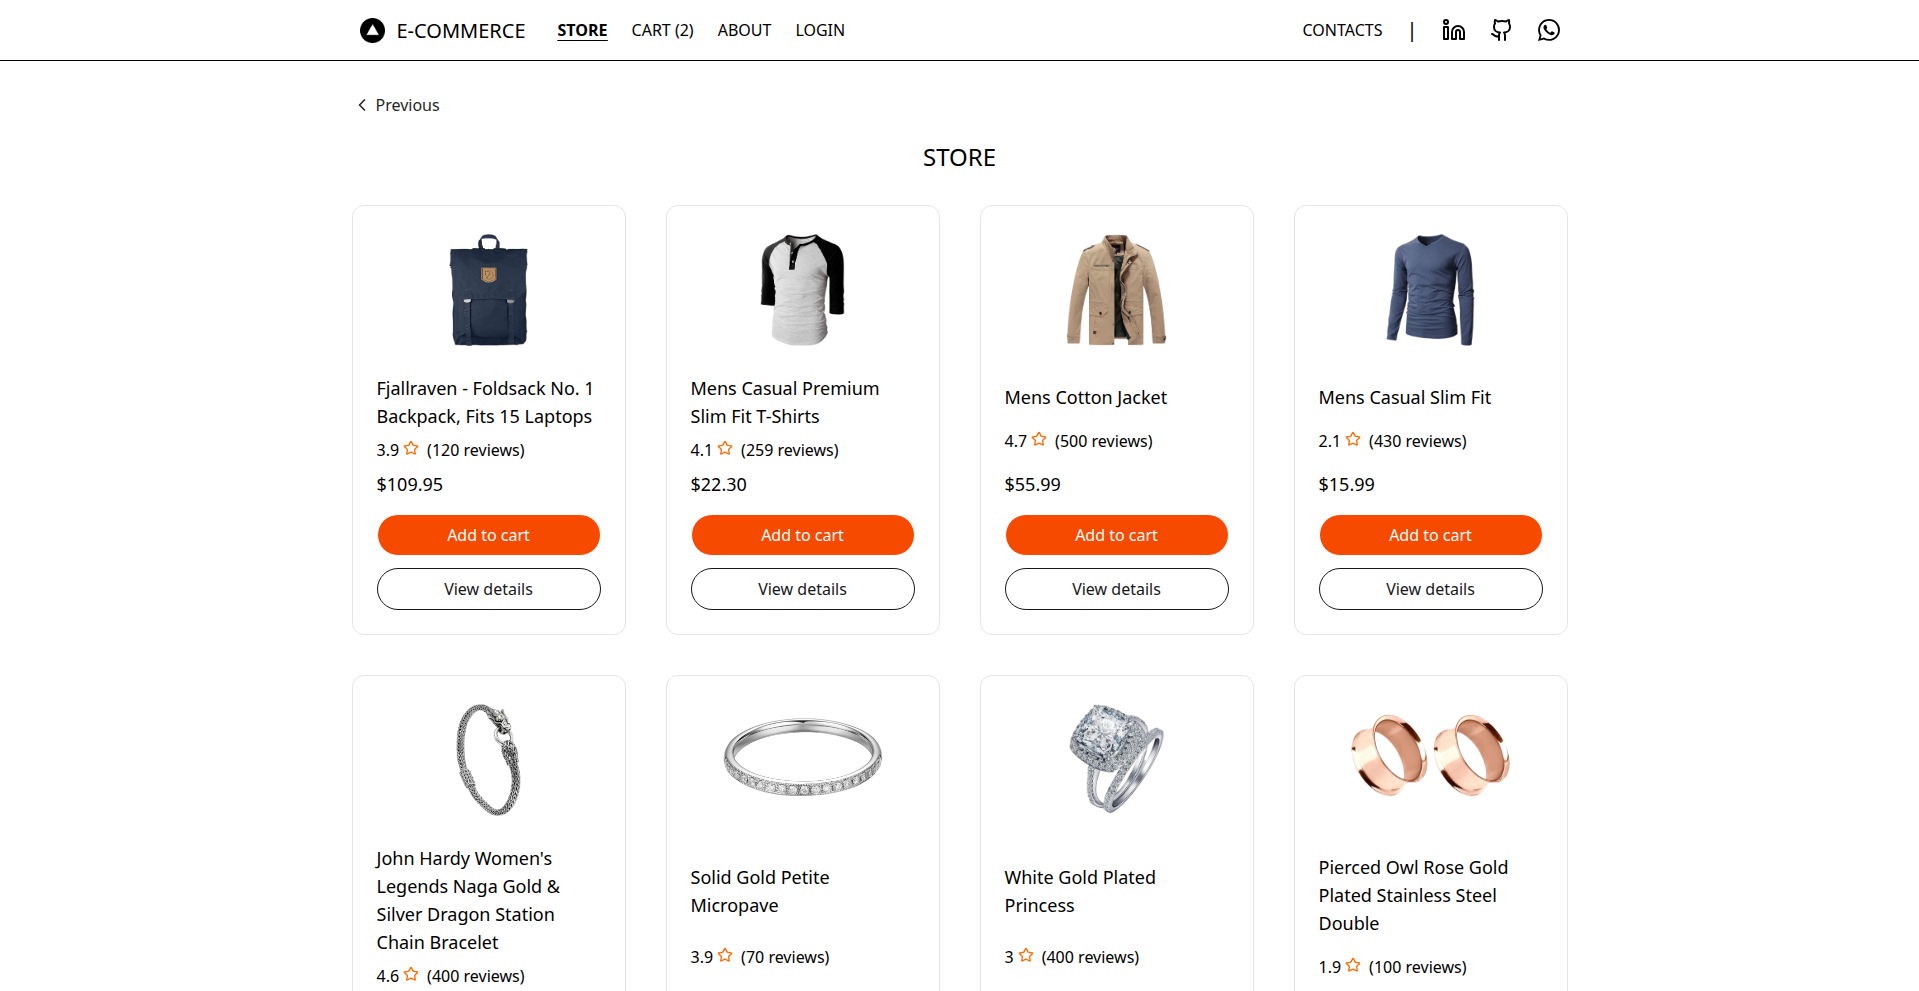 E-COMMERCE STORE CART (2) ABOUT LOGIN CONTACTS |
Previous
STORE
Fjallraven - Foldsack No. 1
Backpack, Fits 15 Laptops
3.9 (120 reviews)
$109.95
Add to cart
View details
Mens Casual Premium
Slim Fit T-Shirts
4.1 (259 reviews)
$22.30
Add to cart
View details
Mens Cotton Jacket
4.7 (500 reviews)
$55.99
Add to cart
View details
Mens Casual Slim Fit
2.1 (430 reviews)
$15.99
Add to cart
View details
John Hardy Women's
Legends Naga Gold &
Silver Dragon Station
Chain Bracelet
4.6 (400 reviews)
Solid Gold Petite
Micropave
3.9 (70 reviews)
White Gold Plated
Princess
3 (400 reviews)
Pierced Owl Rose Gold
Plated Stainless Steel
Double
1.9 (100 reviews)